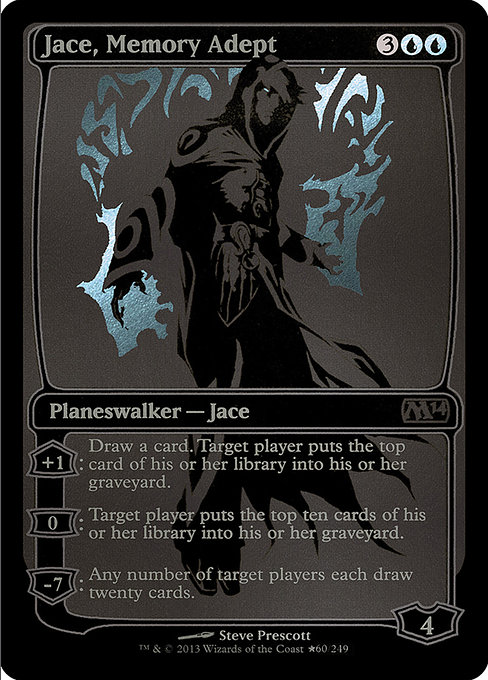 Jace, Memory Adept 3
Planeswalker — Jace M14
+1 : Draw a card. Target player puts the top
card of his or her library into his or her
graveyard.
0 : Target player puts the top ten cards of his
or her library into his or her graveyard.
-7 : Any number of target players each draw
twenty cards.
4
Steve Prescott
™ & © 2013 Wizards of the Coast ★60/249